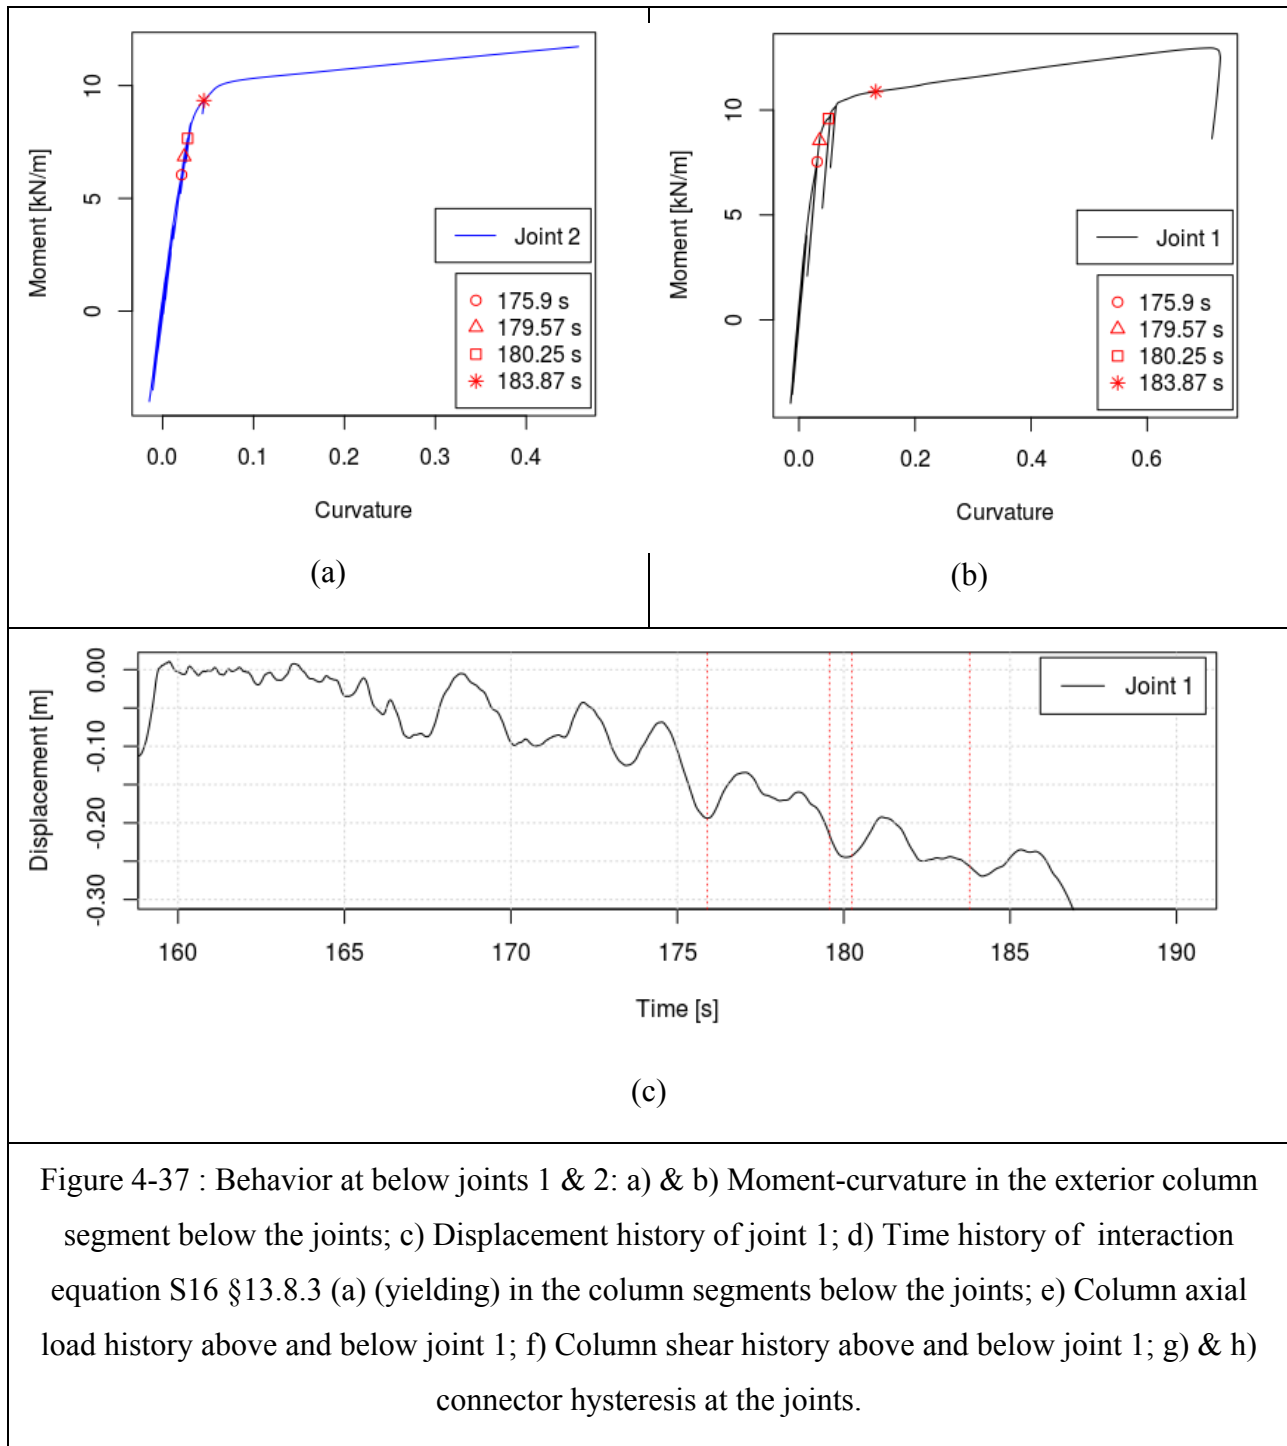 10
5
0
Moment [kN/m]
Joint 2
175.9 s
179.57 s
180.25 s
183.87 s
0.0 0.1 0.2 0.3 0.4
Curvature
(a)
10
5
0
Moment [kN/m]
Joint 1
175.9 s
179.57 s
180.25 s
183.87 s
0.0 0.2 0.4 0.6
Curvature
(b)
0.00
-0.10
-0.20
-0.30
Displacement [m]
Joint 1
160 165 170 175 180 185 190
Time [s]
(c)
Figure 4-37 : Behavior at below joints 1 & 2: a) & b) Moment-curvature in the exterior column
segment below the joints; c) Displacement history of joint 1; d) Time history of interaction
equation S16 §13.8.3 (a) (yielding) in the column segments below the joints; e) Column axial
load history above and below joint 1; f) Column shear history above and below joint 1; g) & h)
connector hysteresis at the joints.